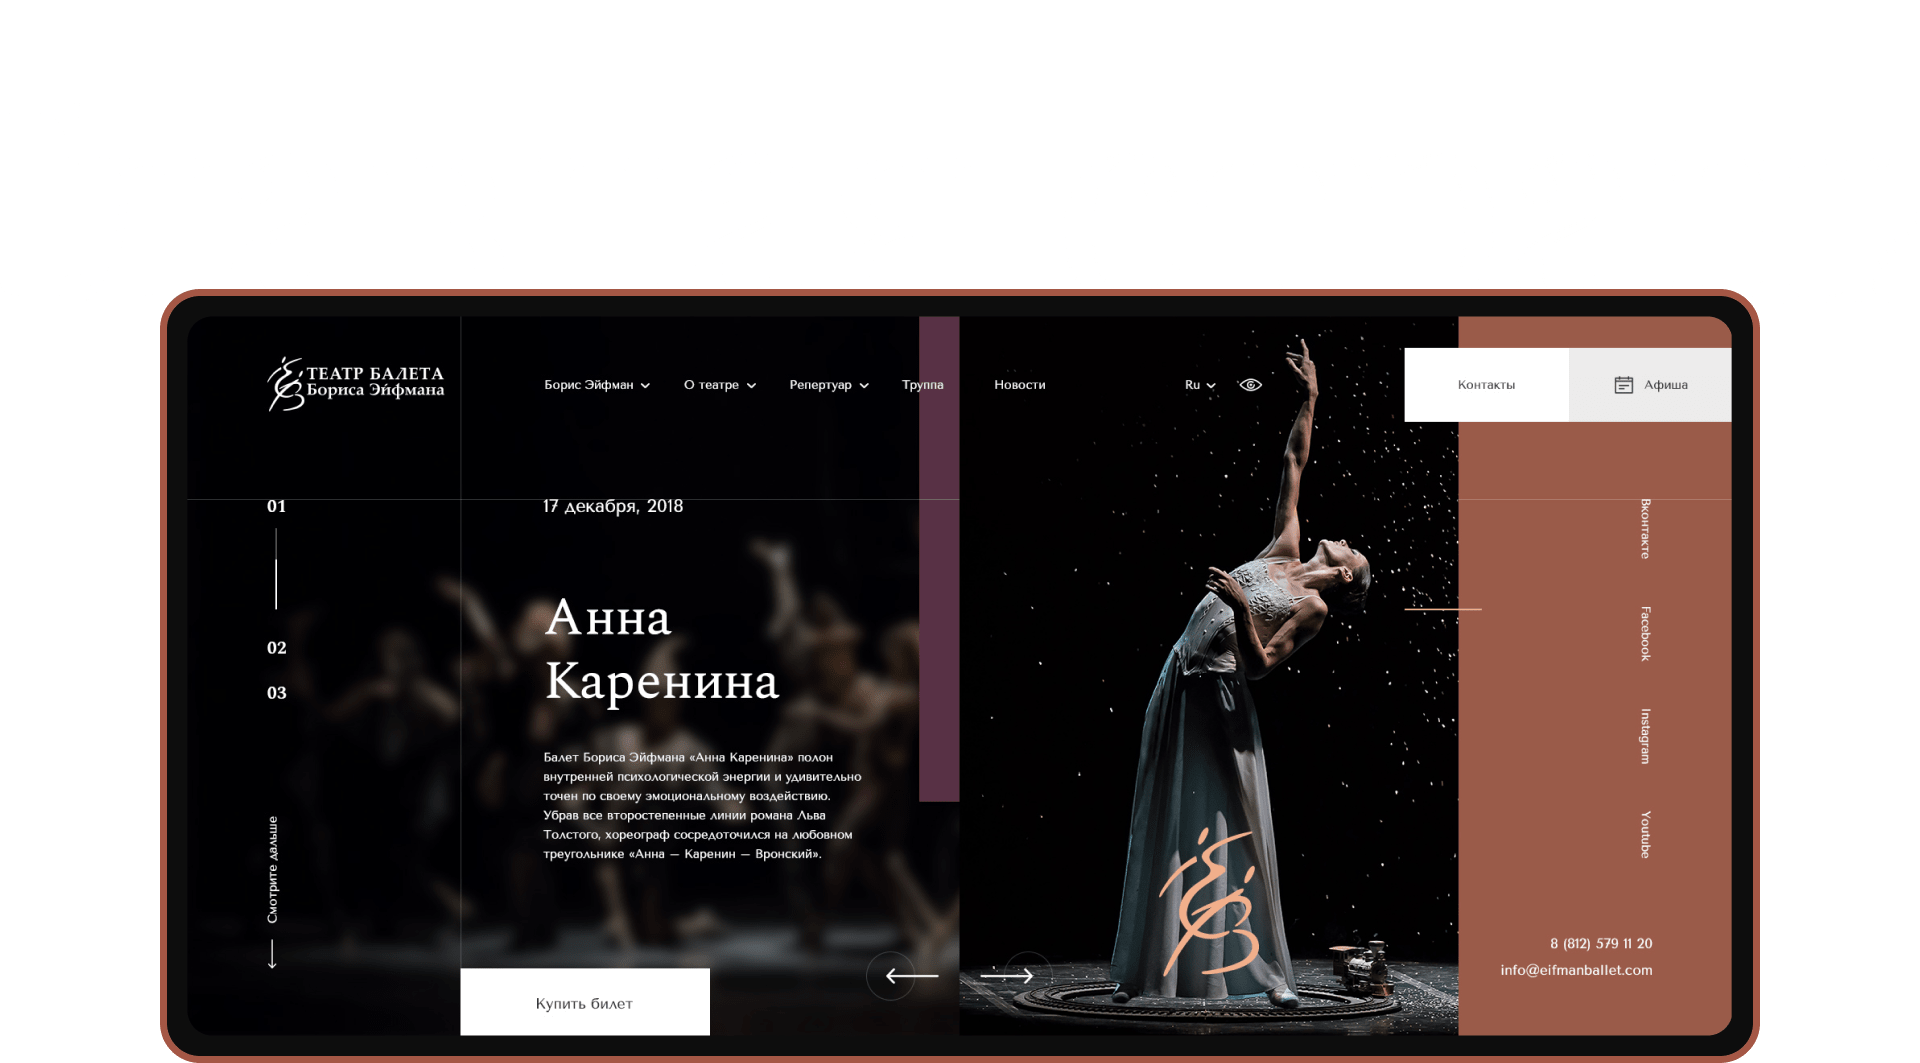 ТЕАТР БАЛЕТА
Бориса Эйфмана
Борис Эйфман
О театре
Репертуар
Труппа
Новости
Ru
Контакты
Афиша
01
02
03
Смотрите дальше
17 декабря, 2018
Анна
Каренина
Балет Бориса Эйфмана «Анна Каренина» полон
внутренней психологической энергии и удивительно
точен по своему эмоциональному воздействию.
Убрав все второстепенные линии романа Льва
Толстого, хореограф сосредоточился на любовном
треугольнике «Анна — Каренин — Вронский».
Купить билет
Вконтакте
Facebook
Instagram
Youtube
8 (812) 579 11 20
info@eifmanballet.com